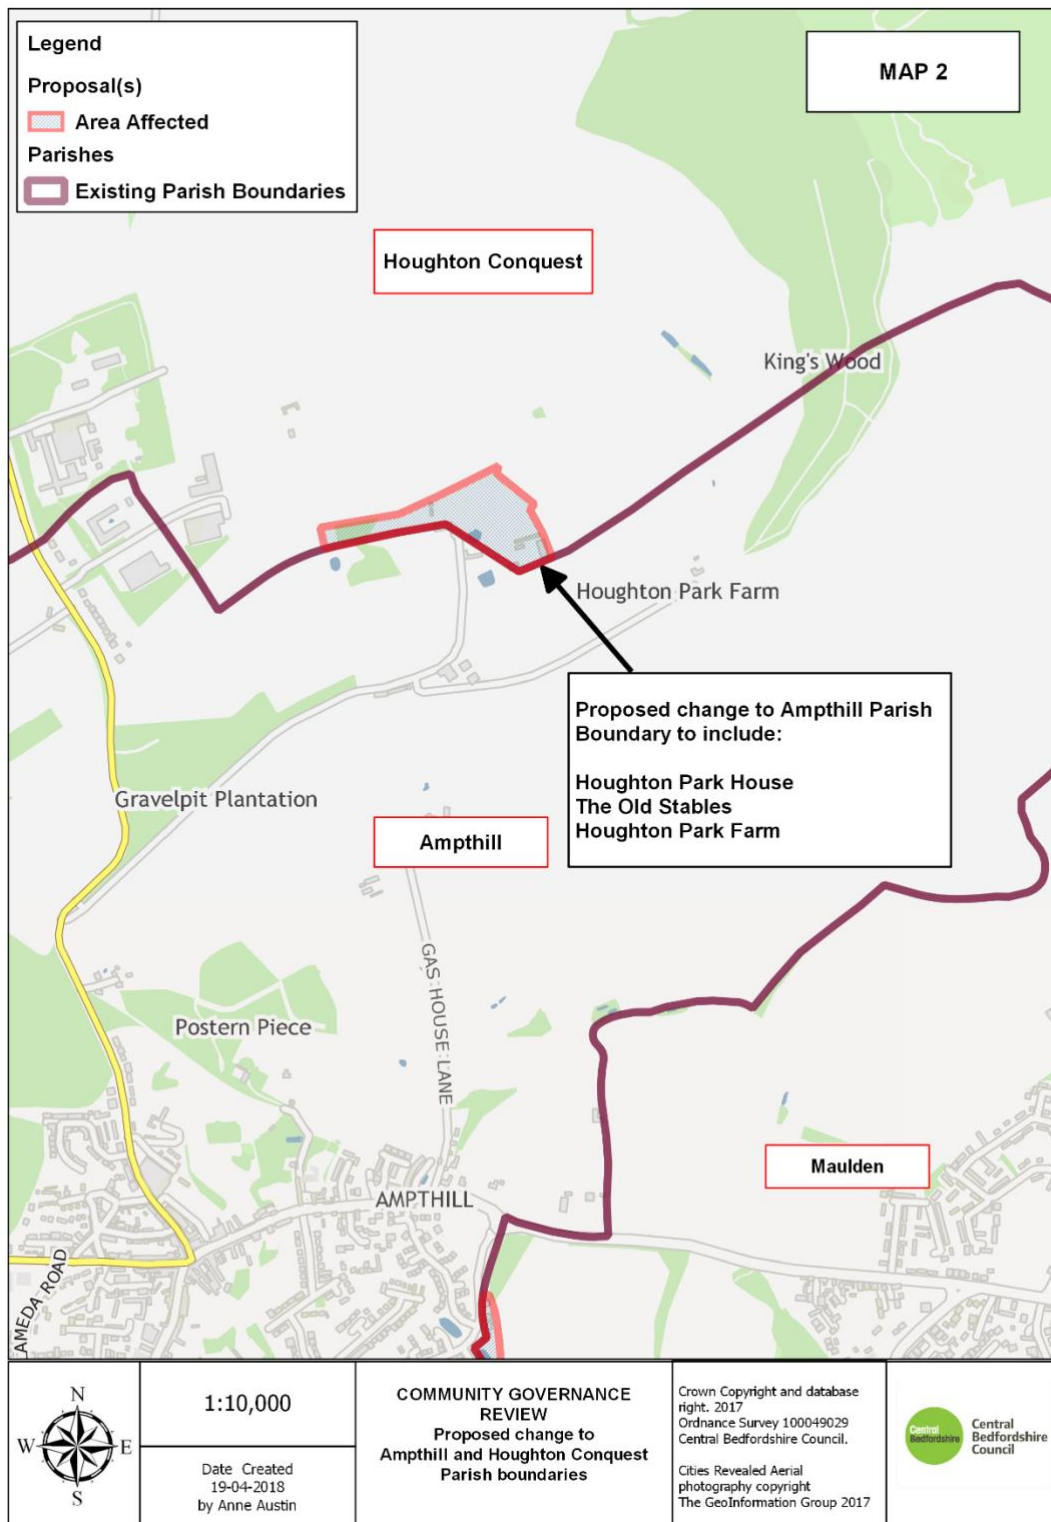 Legend
Proposal(s)
Area Affected
Parishes
Existing Parish Boundaries
MAP 2
Houghton Conquest
King's Wood
Houghton Park Farm
Proposed change to Ampthill Parish
Boundary to include:
Houghton Park House
The Old Stables
Houghton Park Farm
Gravelpit Plantation
Ampthill
GAS HOUSE LANE
Postern Piece
Maulden
AMPTHILL
AMEDA ROAD
N
W
E
S
1:10,000
Date Created
19-04-2018
by Anne Austin
COMMUNITY GOVERNANCE
REVIEW
Proposed change to
Ampthill and Houghton Conquest
Parish boundaries
Crown Copyright and database
right. 2017
Ordnance Survey 100049029
Central Bedfordshire Council.
Cities Revealed Aerial
photography copyright
The GeoInformation Group 2017
Central
Bedfordshire
Central
Bedfordshire
Council